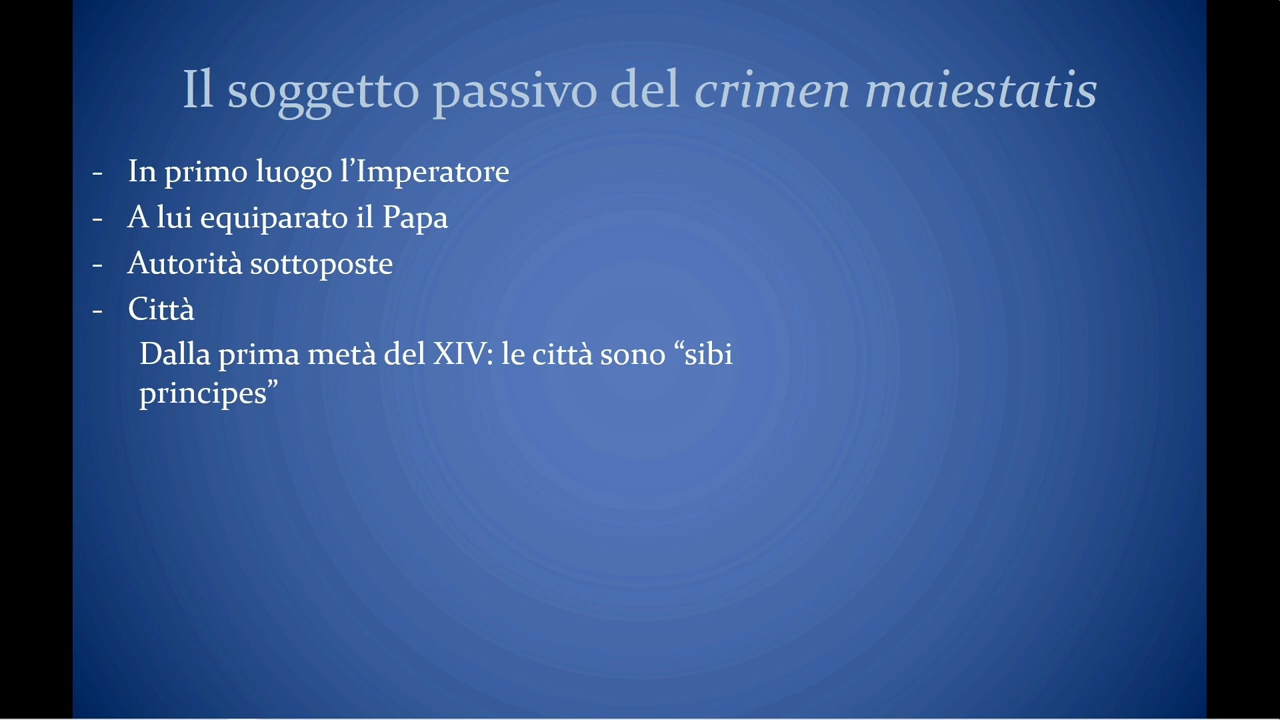 Il soggetto passivo del crimen maiestatis
- In primo luogo l’Imperatore
- A lui equiparato il Papa
- Autorità sottoposte
- Città
Dalla prima metà del XIV: le città sono “sibi
principes”